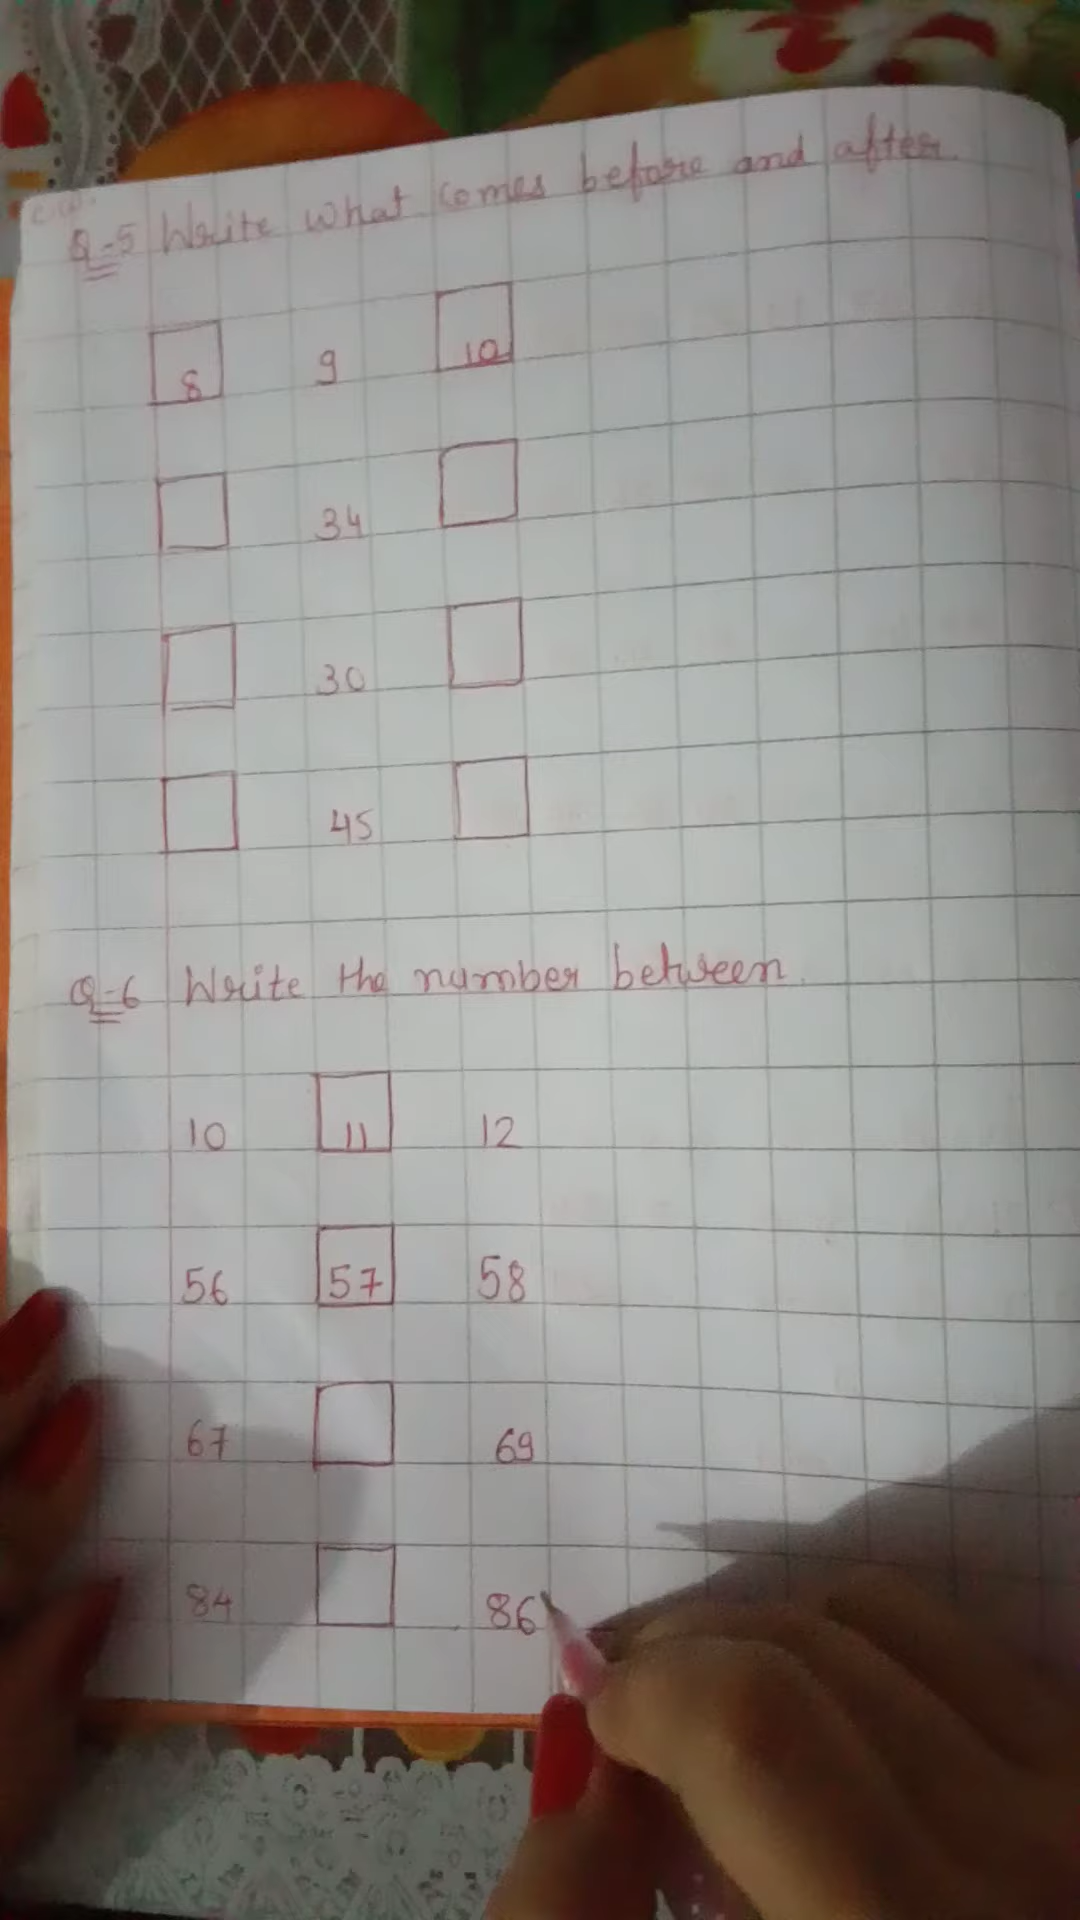 C.W.
Q-5 Write what comes before and after.
8 9 10
34
30
45
Q-6 Write the number between.
10 11 12
56 57 58
67 69
84 86